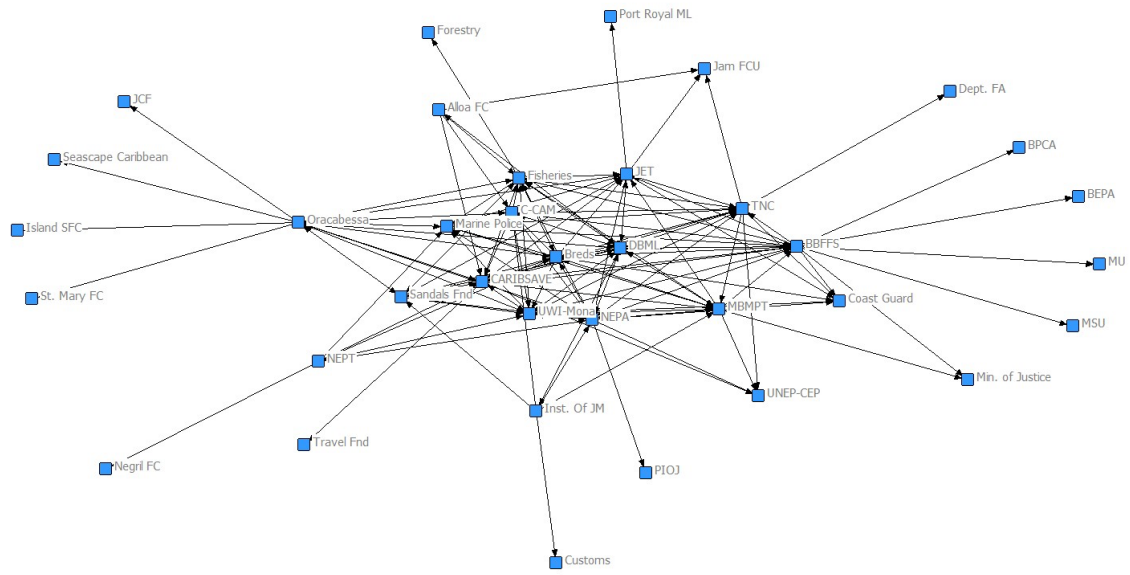 Port Royal ML
Forestry
Jam FCU
Dept. FA
JCF
Alloa FC
BPCA
Seascape Caribbean
JET
Fisheries
BEPA
TNC
C-CAM
Oracabessa
Marine Police
Island SFC
DBML
BBFFS
Breds
MU
CARIBSAVE
St. Mary FC
Sandals Fnd
Coast Guard
MBMPT
UWI-Mona
NEPA
MSU
NEPT
Min. of Justice
UNEP-CEP
Inst. Of JM
Travel Fnd
Negril FC
PIOJ
Customs